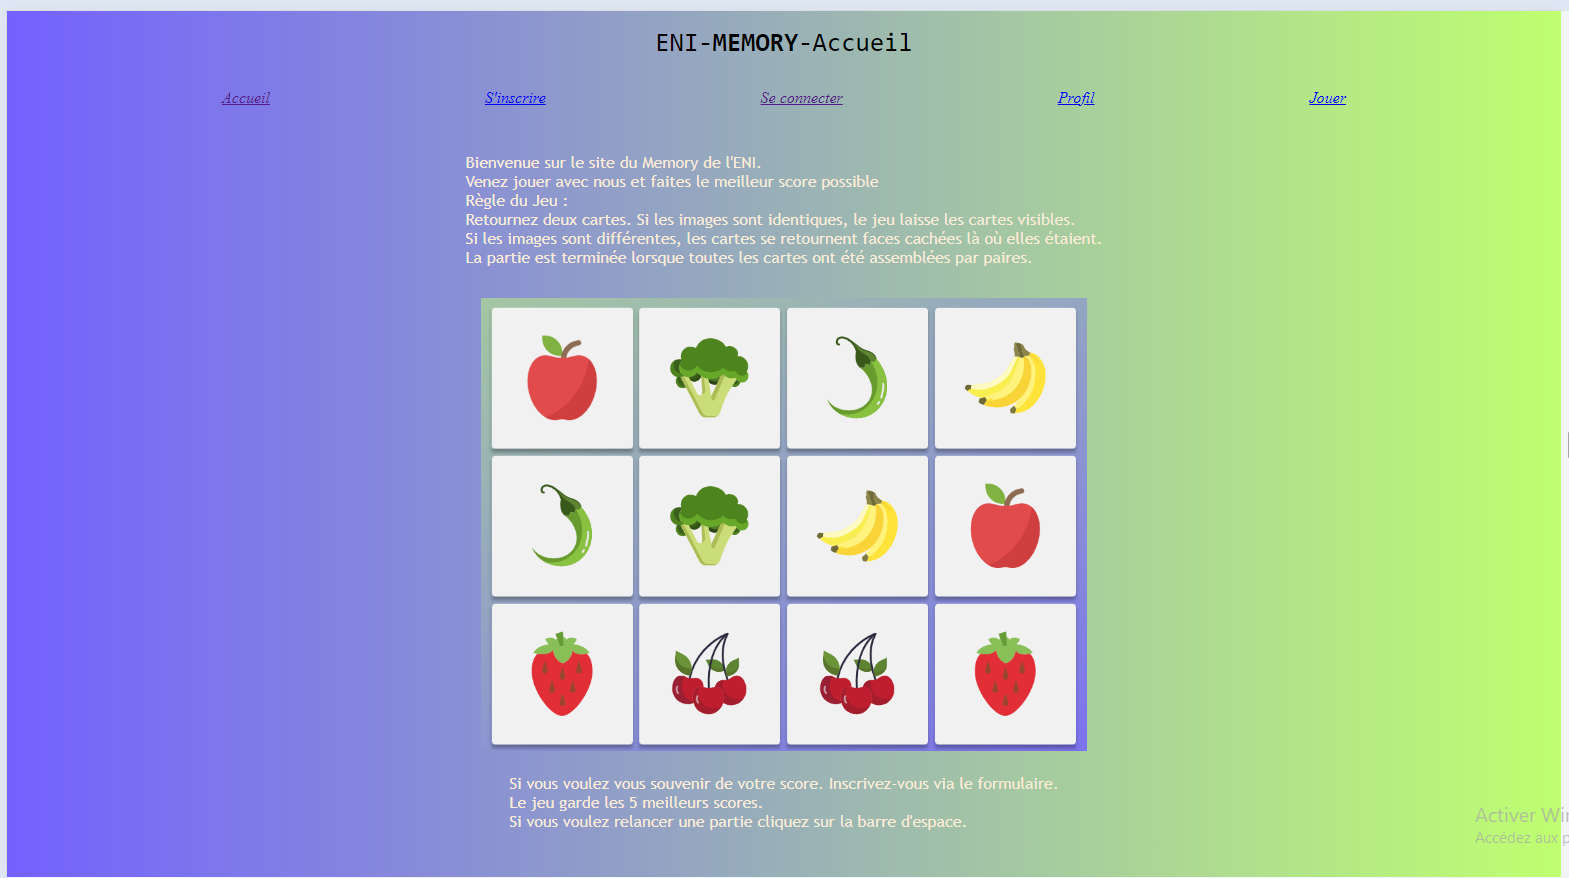 ENI-MEMORY-Accueil
Accueil S'inscrire Se connecter Profil Jouer
Bienvenue sur le site du Memory de l'ENI.
Venez jouer avec nous et faites le meilleur score possible
Règle du Jeu :
Retournez deux cartes. Si les images sont identiques, le jeu laisse les cartes visibles.
Si les images sont différentes, les cartes se retournent faces cachées là où elles étaient.
La partie est terminée lorsque toutes les cartes ont été assemblées par paires.
Si vous voulez vous souvenir de votre score. Inscrivez-vous via le formulaire.
Le jeu garde les 5 meilleurs scores.
Si vous voulez relancer une partie cliquez sur la barre d'espace.
Activer
Accédez aux